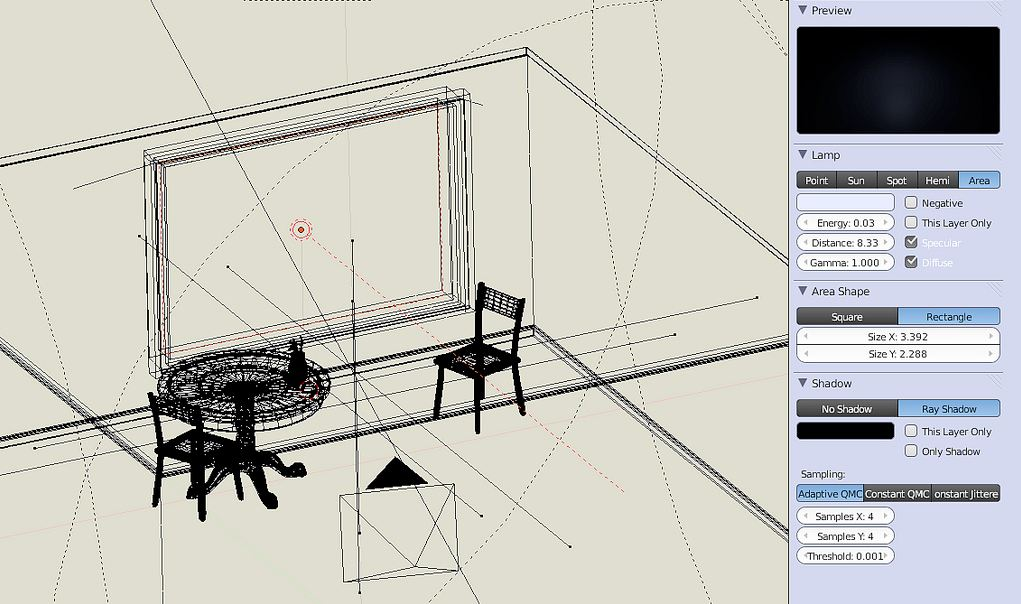 Preview
Lamp
Point Sun Spot Hemi Area
Negative
Energy: 0.03 This Layer Only
Distance: 8.33 Specular
Gamma: 1.000 Diffuse
Area Shape
Square Rectangle
Size X: 3.392
Size Y: 2.288
Shadow
No Shadow Ray Shadow
This Layer Only
Only Shadow
Sampling:
Adaptive QMC Constant QMC onstant Jittere
Samples X: 4
Samples Y: 4
Threshold: 0.001